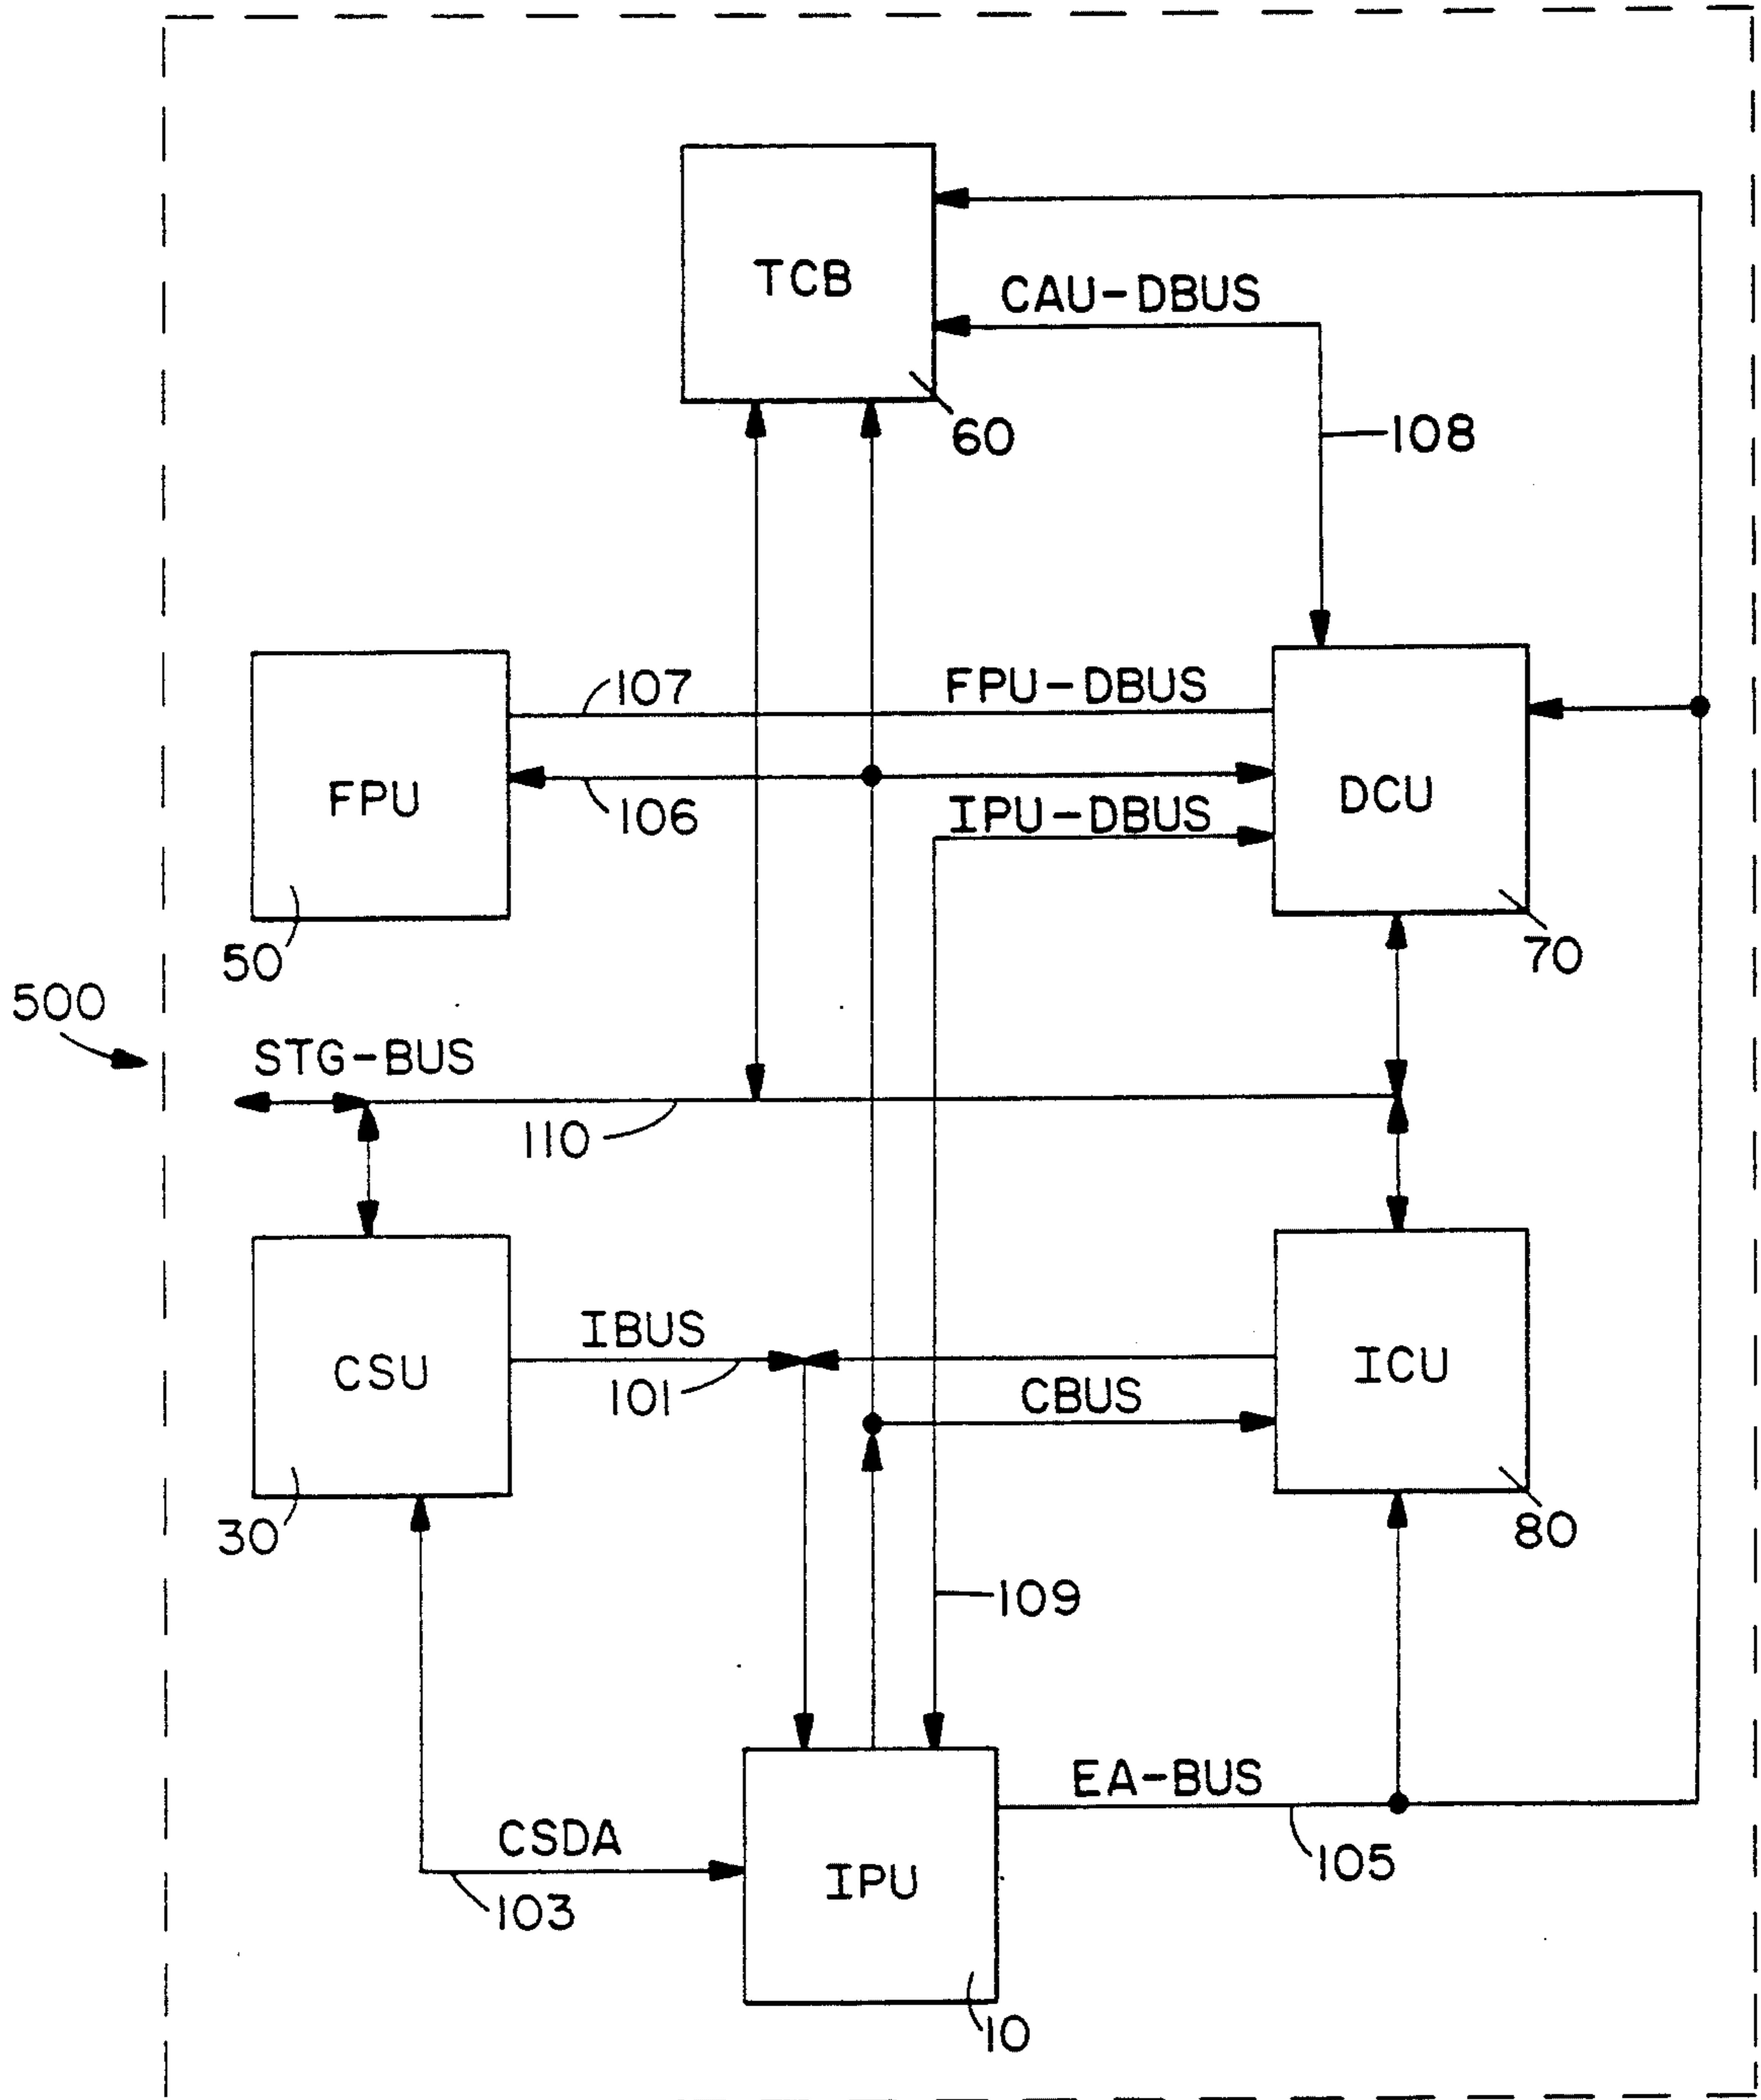 TCB
CAU-DBUS
60
108
107
FPU-DBUS
FPU
106
IPU-DBUS
DCU
50
70
500
STG-BUS
110
CSU
IBUS
101
CBUS
ICU
30
80
109
CSDA
103
EA-BUS
105
IPU
10